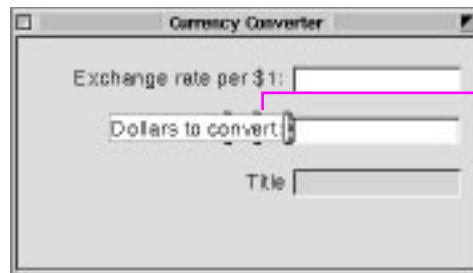 Currency Converter
Exchange rate per $1:
Dollars to convert:
Title